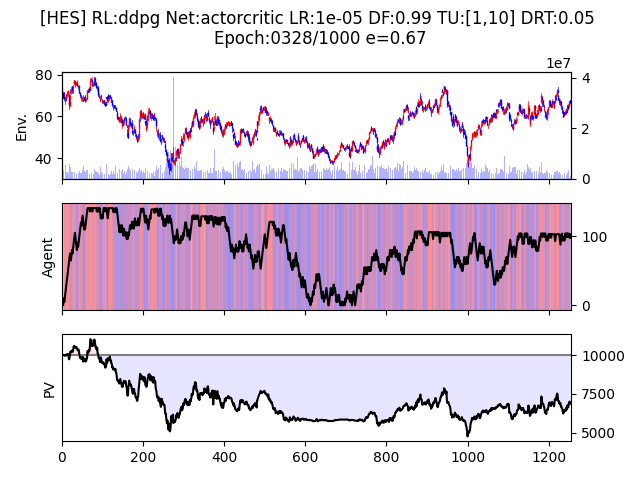 [HES] RL:ddpg Net:actorcritic LR:1e-05 DF:0.99 TU:[1,10] DRT:0.05
Epoch:0328/1000 e=0.67
1e7
80
60
40
Env.
4
2
0
Agent
100
0
PV
10000
7500
5000
0 200 400 600 800 1000 1200